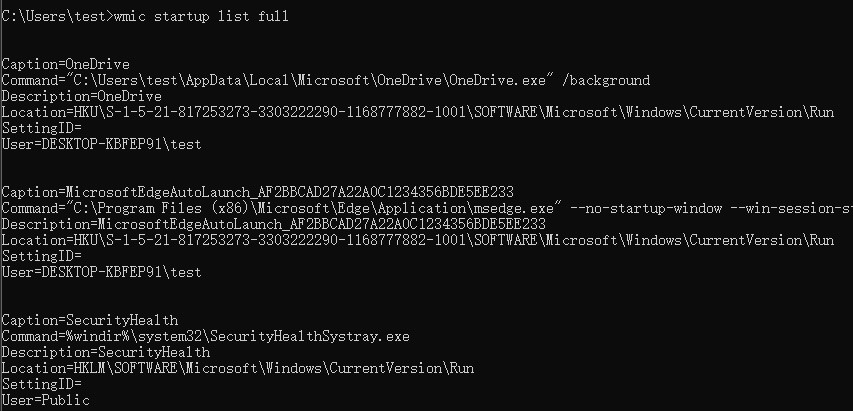 C:\Users\test>wmic startup list full
Caption=OneDrive
Command="C:\Users\test\AppData\Local\Microsoft\OneDrive\OneDrive.exe" /background
Description=OneDrive
Location=HKU\S-1-5-21-817253273-3303222290-1168777882-1001\SOFTWARE\Microsoft\Windows\CurrentVersion\Run
SettingID=
User=DESKTOP-KBFEP91\test
Caption=MicrosoftEdgeAutoLaunch_AF2BBCAD27A22A0C1234356BDE5EE233
Command="C:\Program Files (x86)\Microsoft\Edge\Application\msedge.exe" --no-startup-window --win-session-s
Description=MicrosoftEdgeAutoLaunch_AF2BBCAD27A22A0C1234356BDE5EE233
Location=HKU\S-1-5-21-817253273-3303222290-1168777882-1001\SOFTWARE\Microsoft\Windows\CurrentVersion\Run
SettingID=
User=DESKTOP-KBFEP91\test
Caption=SecurityHealth
Command=%windir%\system32\SecurityHealthSystray.exe
Description=SecurityHealth
Location=HKLM\SOFTWARE\Microsoft\Windows\CurrentVersion\Run
SettingID=
User=Public